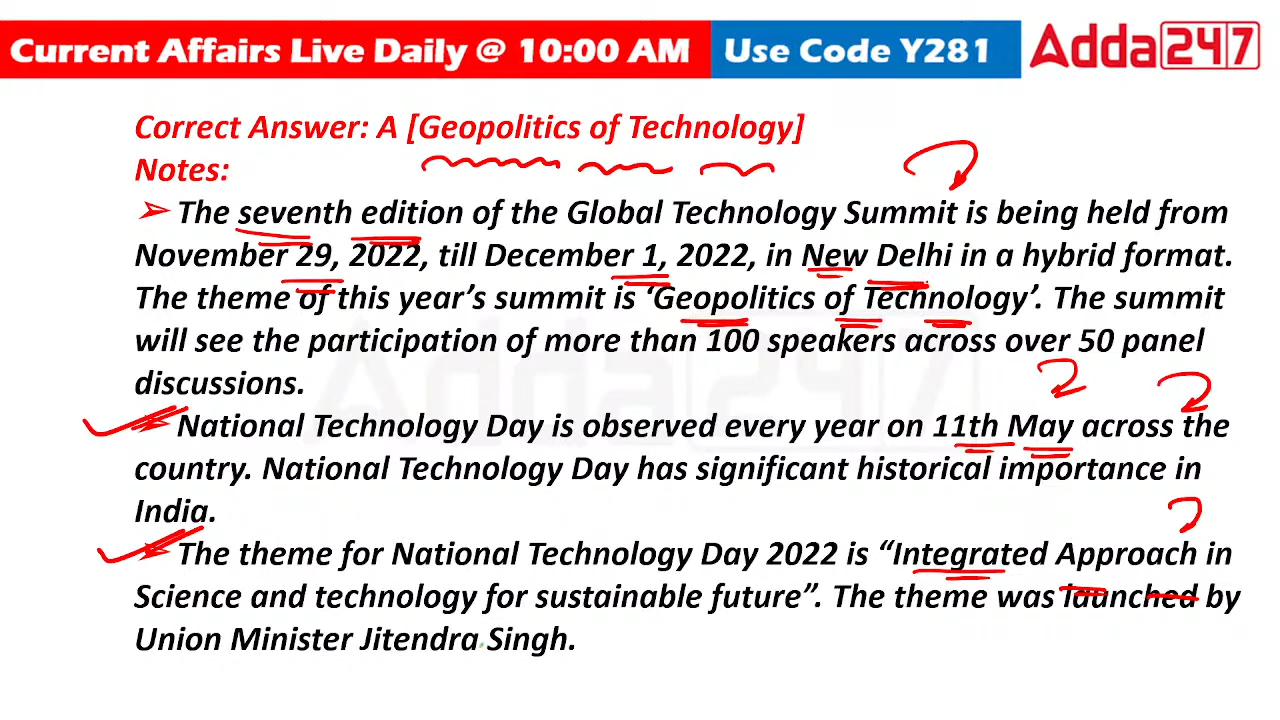 Current Affairs Live Daily @ 10:00 AM
Use Code Y281
Adda247
Correct Answer: A [Geopolitics of Technology]
Notes:
➢ The seventh edition of the Global Technology Summit is being held from
November 29, 2022, till December 1, 2022, in New Delhi in a hybrid format.
The theme of this year’s summit is ‘Geopolitics of Technology’. The summit
will see the participation of more than 100 speakers across over 50 panel
discussions.
➢ National Technology Day is observed every year on 11th May across the
country. National Technology Day has significant historical importance in
India.
➢ The theme for National Technology Day 2022 is “Integrated Approach in
Science and technology for sustainable future”. The theme was launched by
Union Minister Jitendra Singh.
Adda247